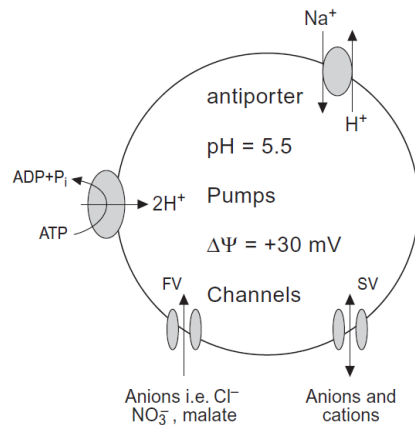 Na⁺
antiporter
H⁺
pH = 5.5
ADP+Pᵢ
Pumps
2H⁺
ATP
ΔΨ = +30 mV
FV
SV
Channels
Anions i.e. Cl⁻
NO₃⁻, malate
Anions and
cations